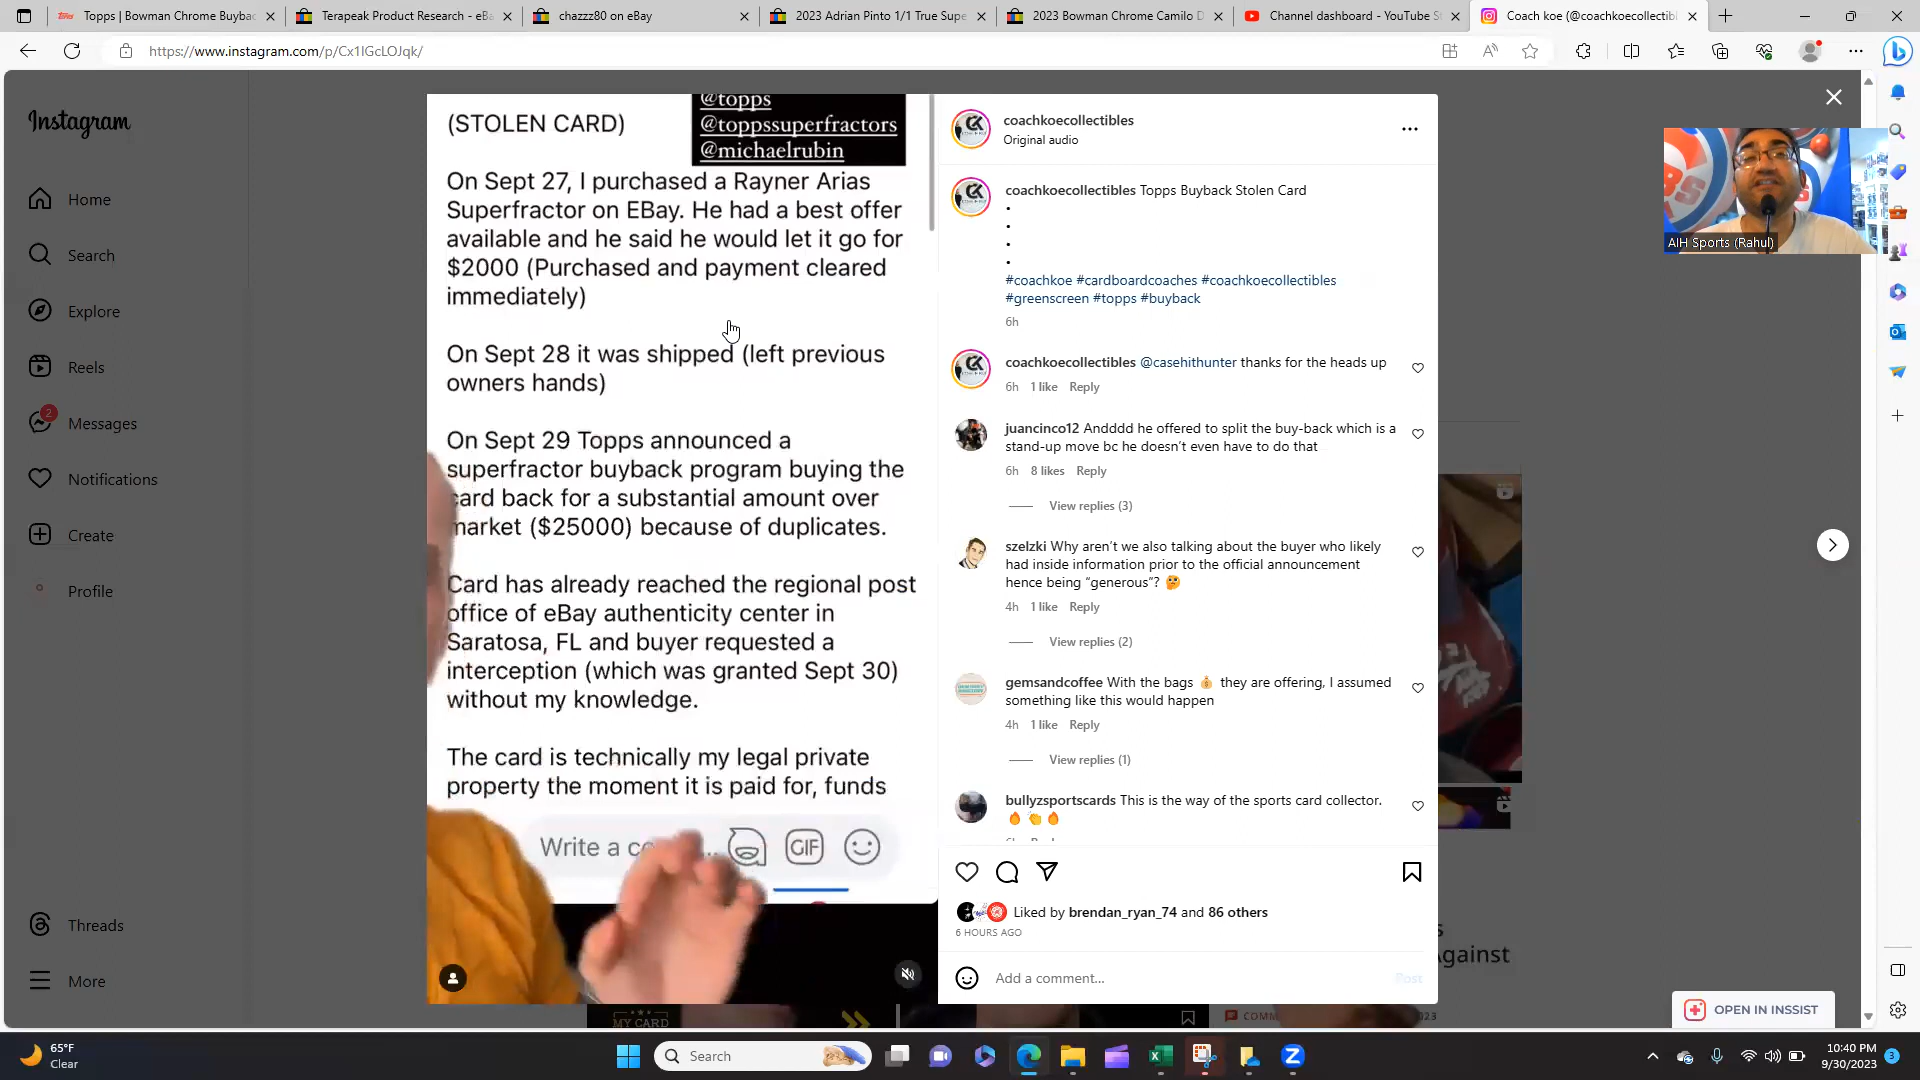 Topps | Bowman Chrome Buybac
Terapeak Product Research - eBa
chazzz80 on eBay
2023 Adrian Pinto 1/1 True Supe
2023 Bowman Chrome Camilo D
Channel dashboard - YouTube St
Coach koe (@coachkoecollectibl
https://www.instagram.com/p/Cx1IGcLOJqk/
Instagram
Home
Search
Explore
Reels
2
Messages
Notifications
Create
Profile
Threads
More
(STOLEN CARD)
@topps
@toppssuperfractors
@michaelrubin
On Sept 27, I purchased a Rayner Arias
Superfractor on EBay. He had a best offer
available and he said he would let it go for
$2000 (Purchased and payment cleared
immediately)
On Sept 28 it was shipped (left previous
owners hands)
On Sept 29 Topps announced a
superfractor buyback program buying the
card back for a substantial amount over
market ($25000) because of duplicates.
Card has already reached the regional post
office of eBay authenticity center in
Saratosa, FL and buyer requested a
interception (which was granted Sept 30)
without my knowledge.
The card is technically my legal private
property the moment it is paid for, funds
Write a co
GIF
coachkoecollectibles
Original audio
coachkoecollectibles Topps Buyback Stolen Card
•
•
•
•
#coachkoe #cardboardcoaches #coachkoecollectibles
#greenscreen #topps #buyback
6h
coachkoecollectibles @casehithunter thanks for the heads up
6h 1 like Reply
juancinco12 Andddd he offered to split the buy-back which is a
stand-up move bc he doesn't even have to do that
6h 8 likes Reply
View replies (3)
szelzki Why aren't we also talking about the buyer who likely
had inside information prior to the official announcement
hence being "generous"? 🤔
4h 1 like Reply
View replies (2)
gemsandcoffee With the bags 💰 they are offering, I assumed
something like this would happen
4h 1 like Reply
View replies (1)
bullyzsportscards This is the way of the sports card collector.
🔥 👏 🔥
Liked by brendan_ryan_74 and 86 others
6 HOURS AGO
Add a comment...
Post
AIH Sports (Rahul)
Against
MY CARD
COMM
OPEN IN INSSIST
65°F
Clear
Search
10:40 PM
9/30/2023
3